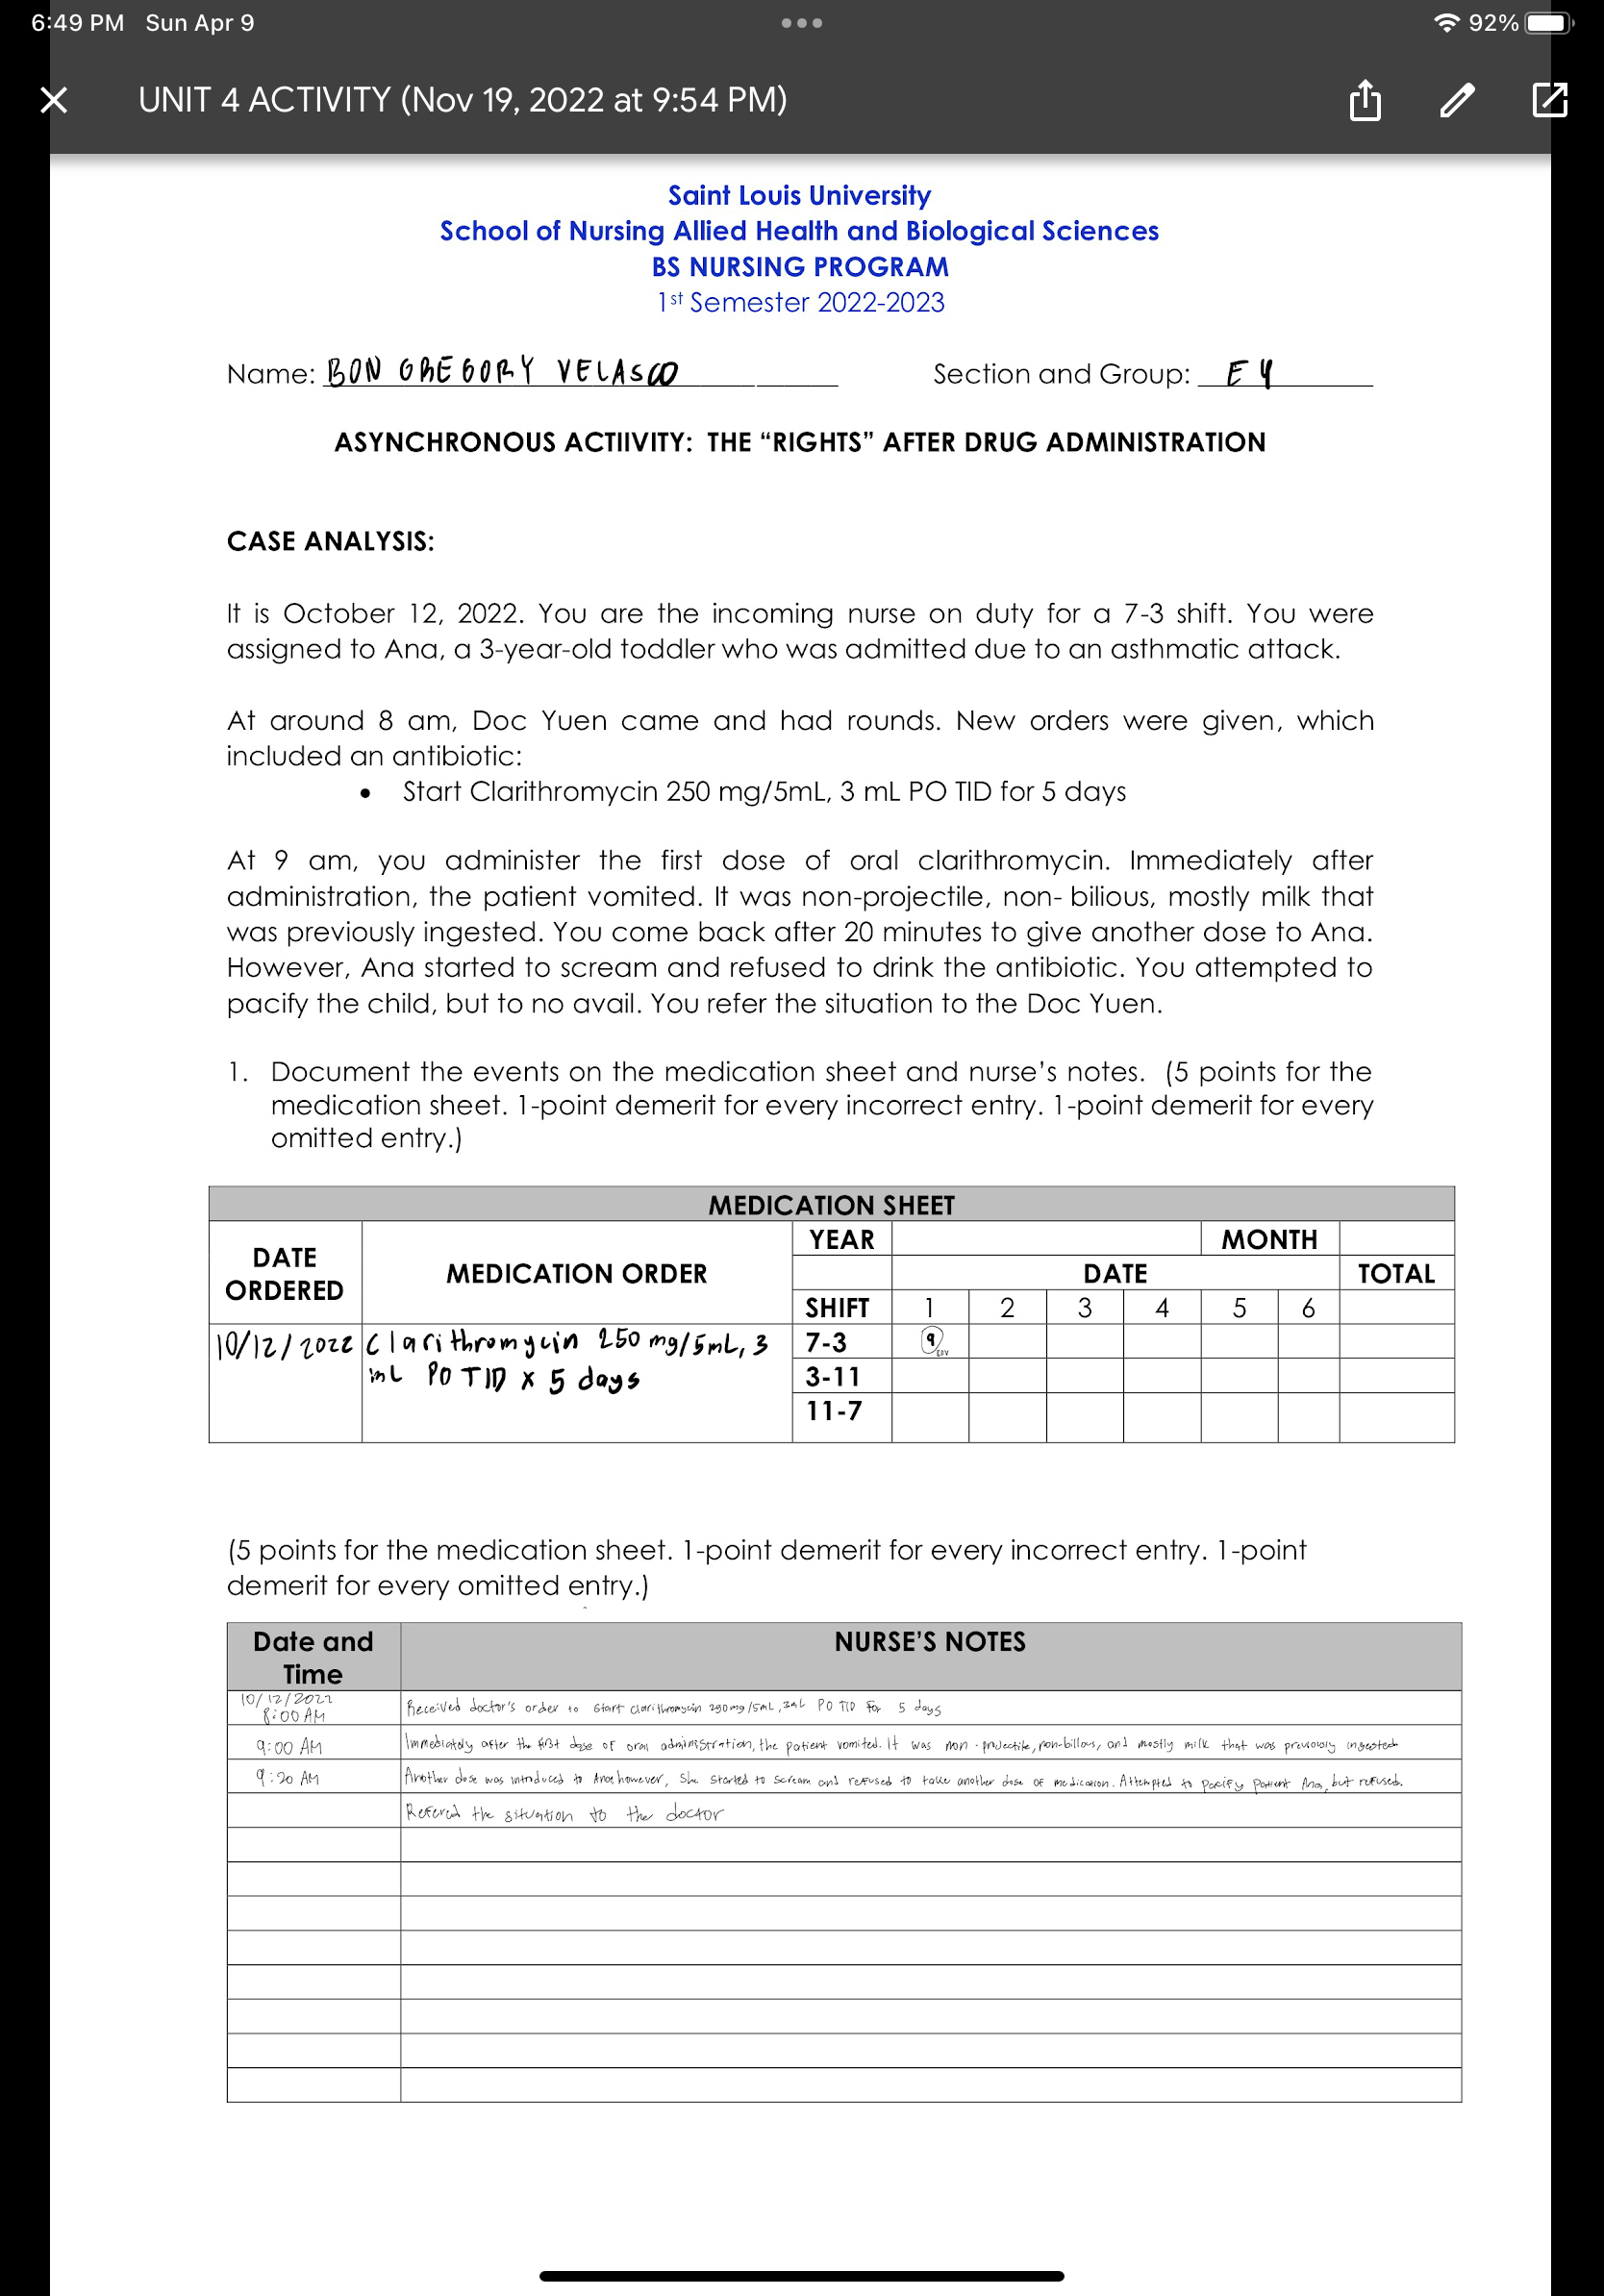 6:49 PM Sun Apr 9
92%
UNIT 4 ACTIVITY (Nov 19, 2022 at 9:54 PM)
Saint Louis University
School of Nursing Allied Health and Biological Sciences
BS NURSING PROGRAM
1st Semester 2022-2023
Name: BON GREGORY VELASCO Section and Group: E4
ASYNCHRONOUS ACTIIVITY: THE “RIGHTS” AFTER DRUG ADMINISTRATION
CASE ANALYSIS:
It is October 12, 2022. You are the incoming nurse on duty for a 7-3 shift. You were
assigned to Ana, a 3-year-old toddler who was admitted due to an asthmatic attack.
At around 8 am, Doc Yuen came and had rounds. New orders were given, which
included an antibiotic:
• Start Clarithromycin 250 mg/5mL, 3 mL PO TID for 5 days
At 9 am, you administer the first dose of oral clarithromycin. Immediately after
administration, the patient vomited. It was non-projectile, non- bilious, mostly milk that
was previously ingested. You come back after 20 minutes to give another dose to Ana.
However, Ana started to scream and refused to drink the antibiotic. You attempted to
pacify the child, but to no avail. You refer the situation to the Doc Yuen.
1. Document the events on the medication sheet and nurse’s notes. (5 points for the
medication sheet. 1-point demerit for every incorrect entry. 1-point demerit for every
omitted entry.)
MEDICATION SHEET
DATE ORDERED MEDICATION ORDER YEAR MONTH
DATE TOTAL
SHIFT 1 2 3 4 5 6
10/12/2022 Clarithromycin 250 mg/5mL, 3 7-3 9
mL PO TID x 5 days 3-11
11-7
(5 points for the medication sheet. 1-point demerit for every incorrect entry. 1-point
demerit for every omitted entry.)
Date and Time NURSE’S NOTES
10/12/2022
8:00 AM Received doctor's order to start clarithromycin 250mg/5mL, 3mL PO TID for 5 days
9:00 AM Immediately after the first dose of oral administration, the patient vomited. It was non-projectile, non-billous, and mostly milk that was previously ingested
9:20 AM Another dose was introduced to Ana however, she started to scream and refused to take another dose of medication. Attempted to pacify patient Ana, but refused.
Refered the situation to the doctor